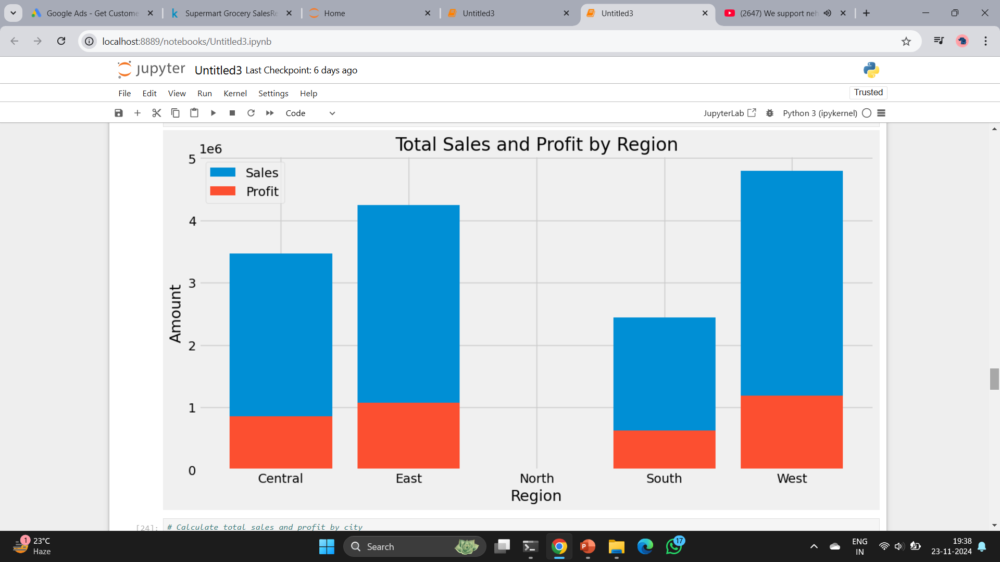 Google Ads - Get Custome
Supermart Grocery SalesRe
Home
Untitled3
Untitled3
(2647) We support neh
localhost:8889/notebooks/Untitled3.ipynb
jupyter Untitled3 Last Checkpoint: 6 days ago
File Edit View Run Kernel Settings Help
Trusted
Code
JupyterLab
Python 3 (ipykernel)
Total Sales and Profit by Region
1e6
5
Sales
Profit
4
3
Amount
2
1
0
Central East North South West
Region
[24]: # Calculate total sales and profit by city
1
23°C
Haze
Search
17
ENG
IN
19:38
23-11-2024